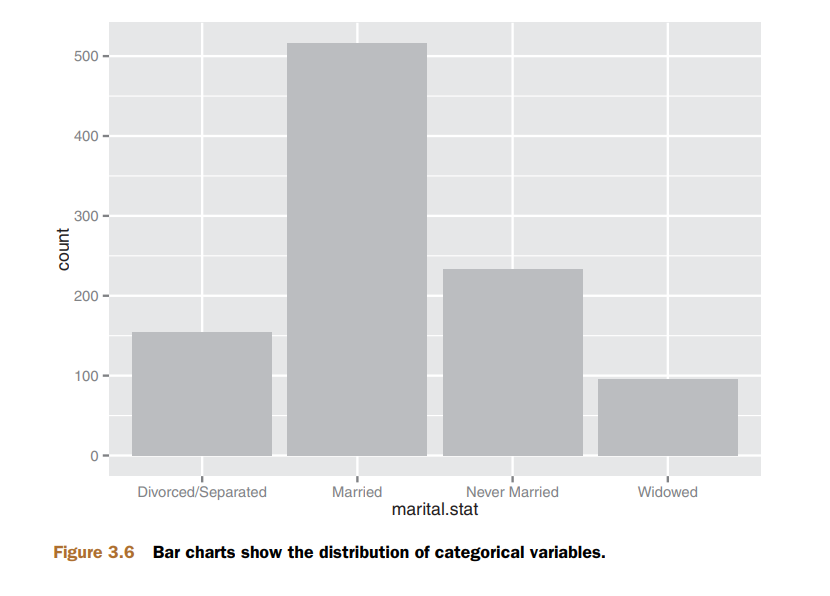 500
400
300
200
100
0
count
Divorced/Separated Married Never Married Widowed
marital.stat
Figure 3.6 Bar charts show the distribution of categorical variables.